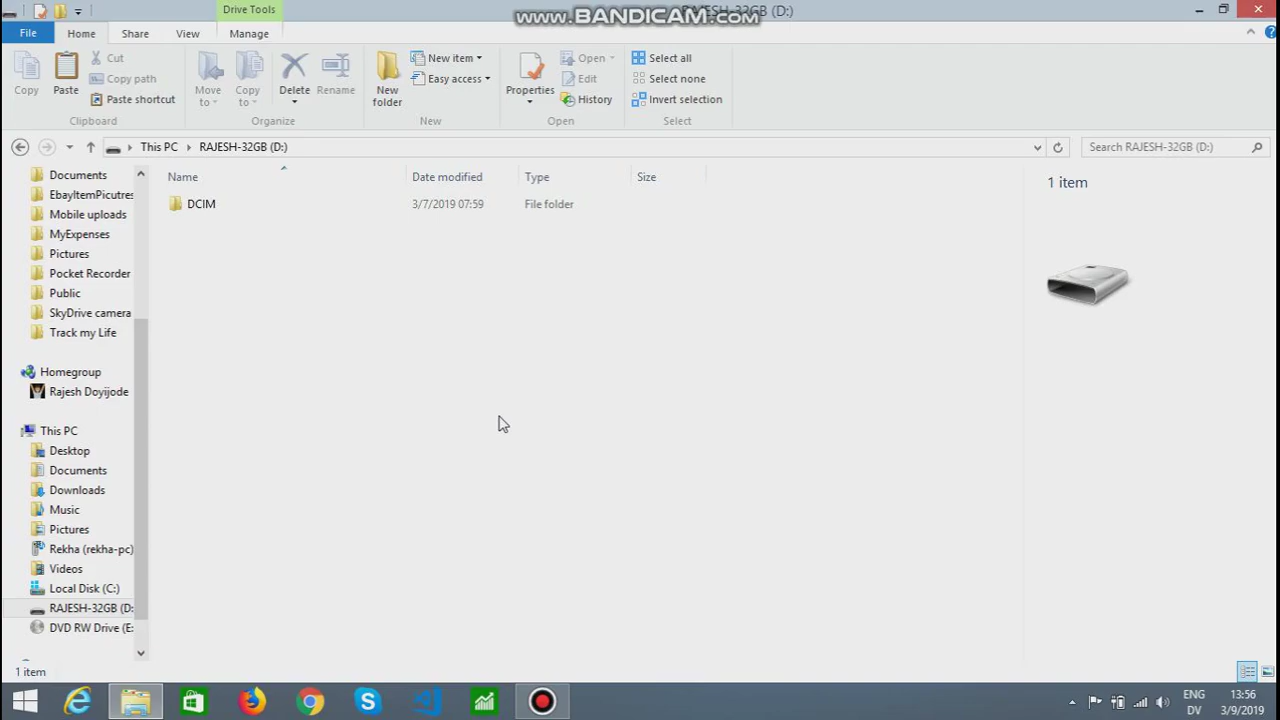 Drive Tools
www.BANDICAM.com
RAJESH-32GB (D:)
File
Home
Share
View
Manage
Copy
Paste
Cut
Copy path
Paste shortcut
Move to
Copy to
Delete
Rename
New folder
New item
Easy access
Properties
Open
Edit
History
Select all
Select none
Invert selection
Clipboard
Organize
New
Open
Select
This PC
RAJESH-32GB (D:)
Search RAJESH-32GB (D:)
Documents
EbayItemPicutres
Mobile uploads
MyExpenses
Pictures
Pocket Recorder
Public
SkyDrive camera
Track my Life
Homegroup
Rajesh Doyijode
This PC
Desktop
Documents
Downloads
Music
Pictures
Rekha (rekha-pc)
Videos
Local Disk (C:)
RAJESH-32GB (D:
DVD RW Drive (E:
Name
Date modified
Type
Size
DCIM
3/7/2019 07:59
File folder
1 item
1 item
ENG
DV
13:56
3/9/2019